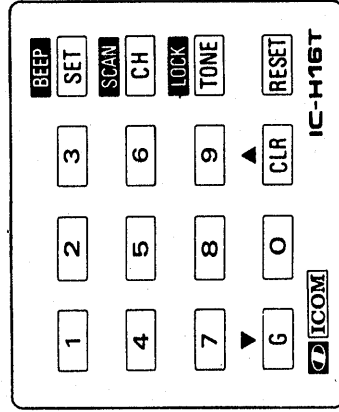 BEEP
1 2 3 SET
SCAN
4 5 6 CH
LOCK
7 8 9 TONE
▼ ▲
G 0 CLR RESET
ICOM IC-H16T